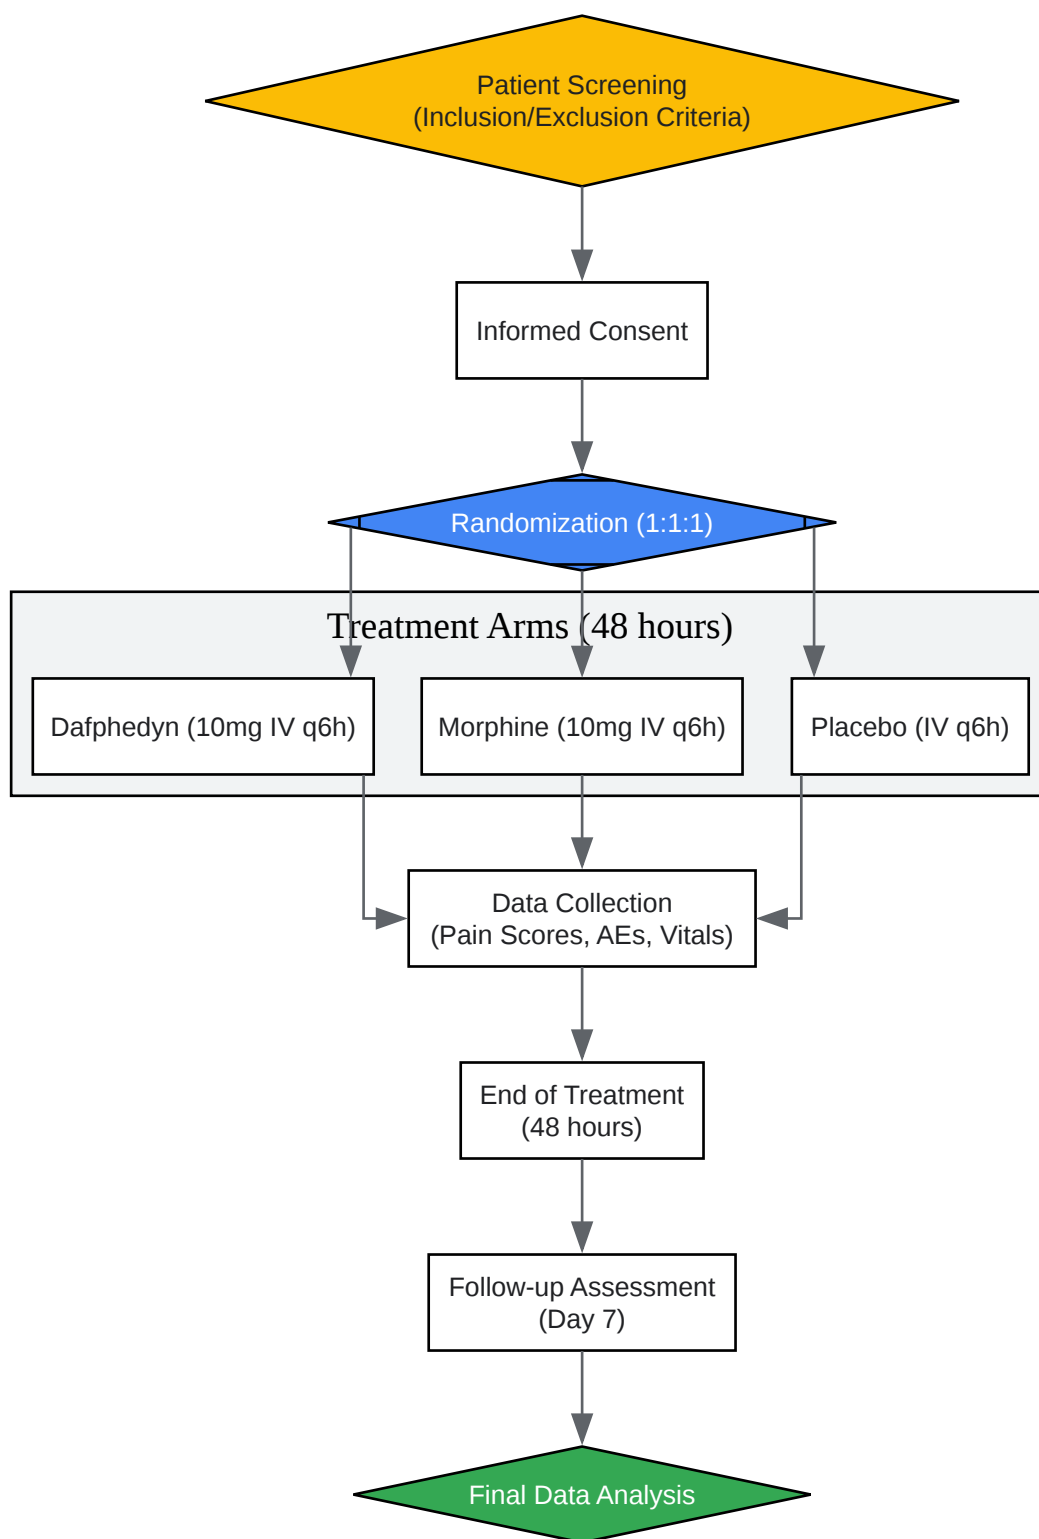 Patient Screening
(Inclusion/Exclusion Criteria)
Informed Consent
Randomization (1:1:1)
Treatment Arms (48 hours)
Dafphedyn (10mg IV q6h)
Morphine (10mg IV q6h)
Placebo (IV q6h)
Data Collection
(Pain Scores, AEs, Vitals)
End of Treatment
(48 hours)
Follow-up Assessment
(Day 7)
Final Data Analysis